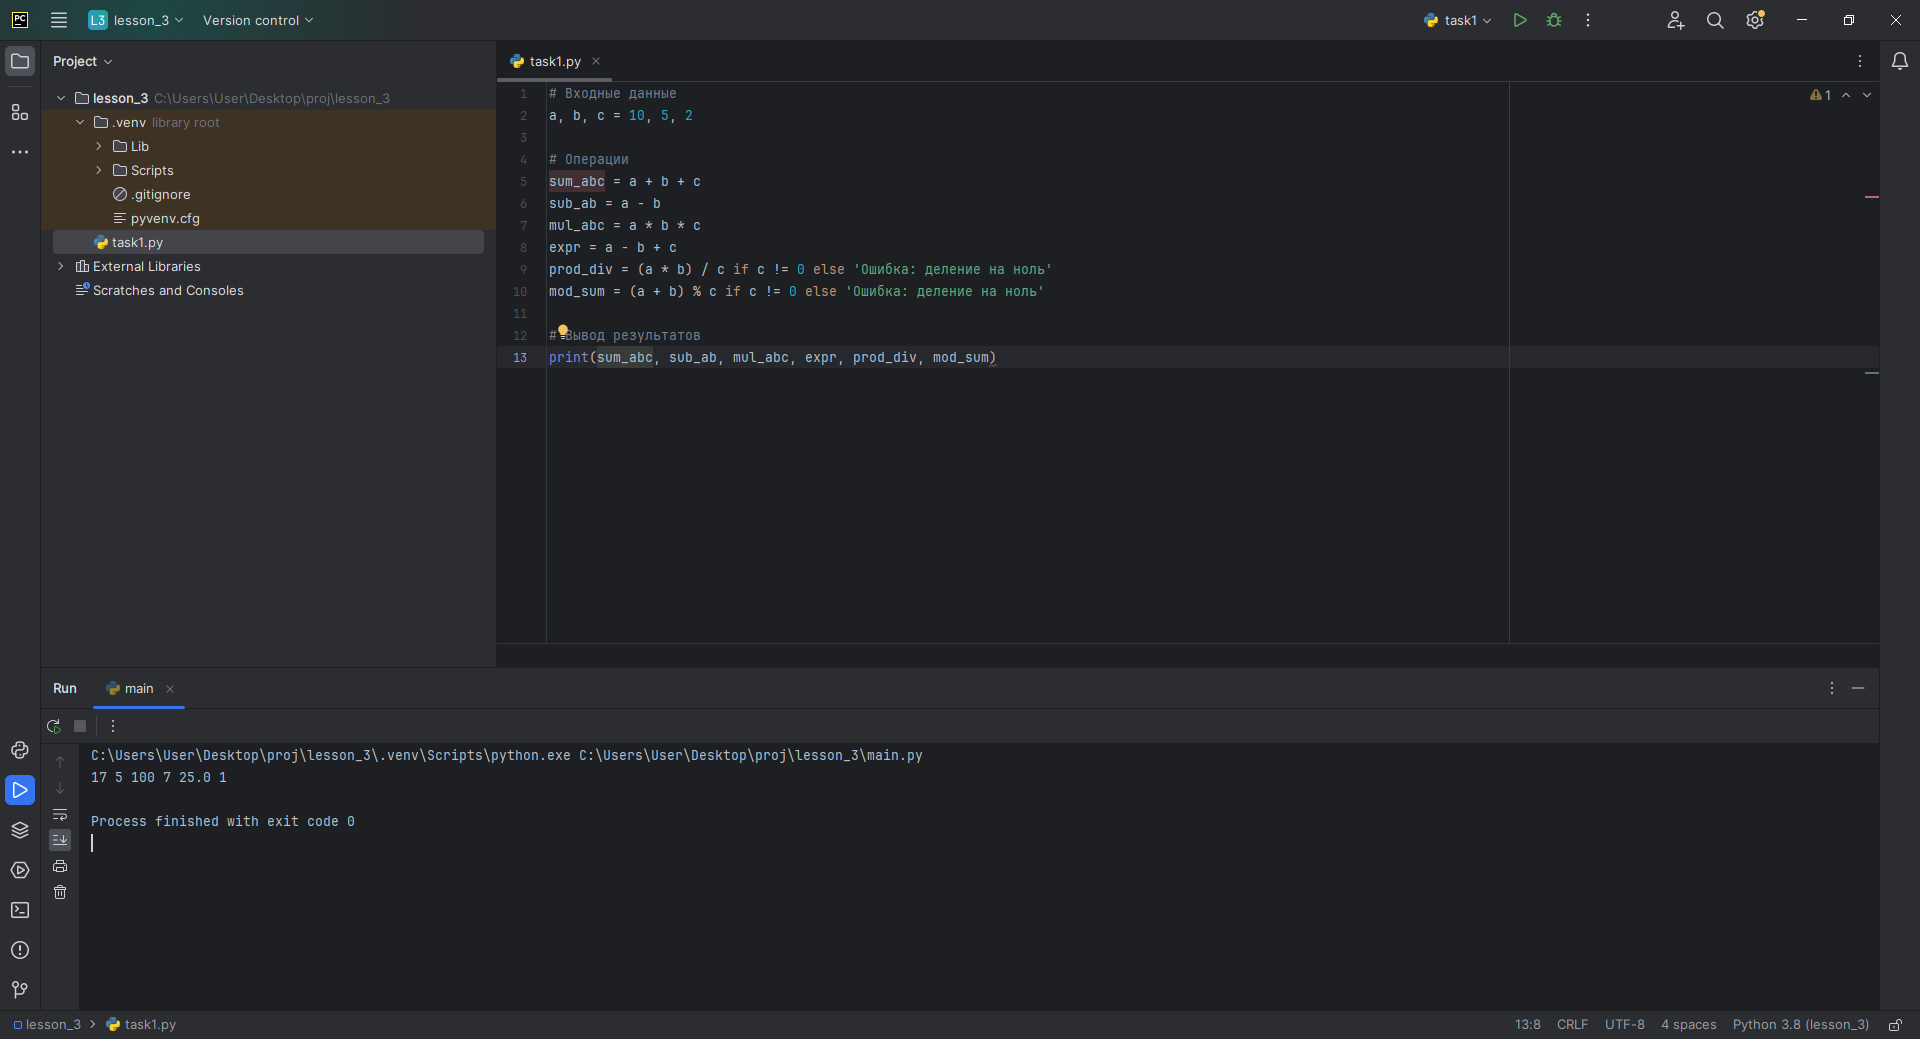 PC
L3 lesson_3 Version control task1
Project
lesson_3 C:\Users\User\Desktop\proj\lesson_3
.venv library root
Lib
Scripts
.gitignore
pyvenv.cfg
task1.py
External Libraries
Scratches and Consoles
task1.py
1 # Входные данные
2 a, b, c = 10, 5, 2
3
4 # Операции
5 sum_abc = a + b + c
6 sub_ab = a - b
7 mul_abc = a * b * c
8 expr = a - b + c
9 prod_div = (a * b) / c if c != 0 else 'Ошибка: деление на ноль'
10 mod_sum = (a + b) % c if c != 0 else 'Ошибка: деление на ноль'
11
12 # Вывод результатов
13 print(sum_abc, sub_ab, mul_abc, expr, prod_div, mod_sum)
1
Run main
C:\Users\User\Desktop\proj\lesson_3\.venv\Scripts\python.exe C:\Users\User\Desktop\proj\lesson_3\main.py
17 5 100 7 25.0 1
Process finished with exit code 0
lesson_3 > task1.py
13:8 CRLF UTF-8 4 spaces Python 3.8 (lesson_3)